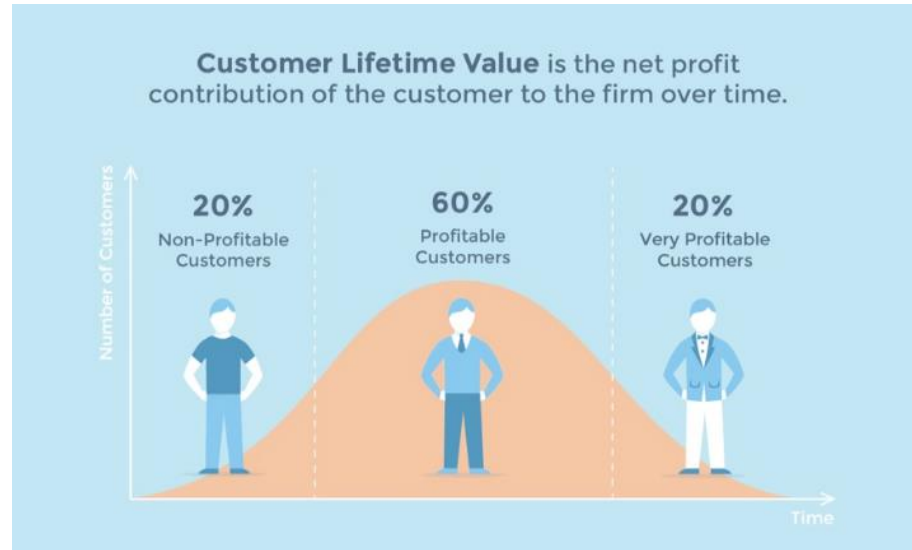 Customer Lifetime Value is the net profit
contribution of the customer to the firm over time.
Number of Customers
20%
Non-Profitable
Customers
60%
Profitable
Customers
20%
Very Profitable
Customers
Time